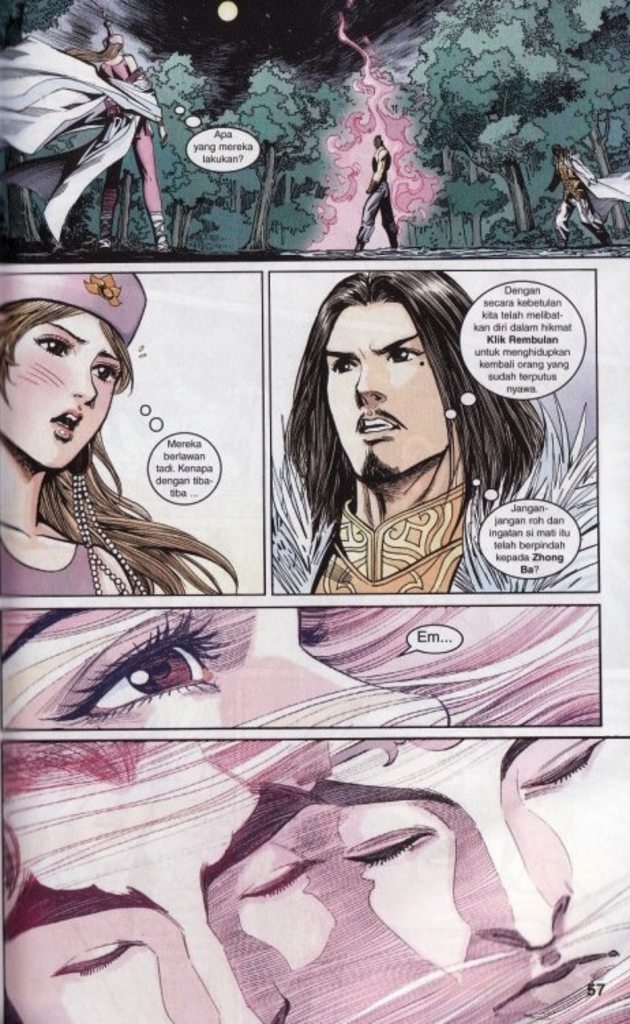 Apa
yang mereka
lakukan?
Mereka
berlawan
tadi. Kenapa
dengan tiba-
tiba ...
Dengan
secara kebetulan
kita telah melibat-
kan diri dalam hikmat
Klik Rembulan
untuk menghidupkan
kembali orang yang
sudah terputus
nyawa.
Jangan-
jangan roh dan
ingatan si mati itu
telah berpindah
kepada Zhong
Ba?
Em...
57